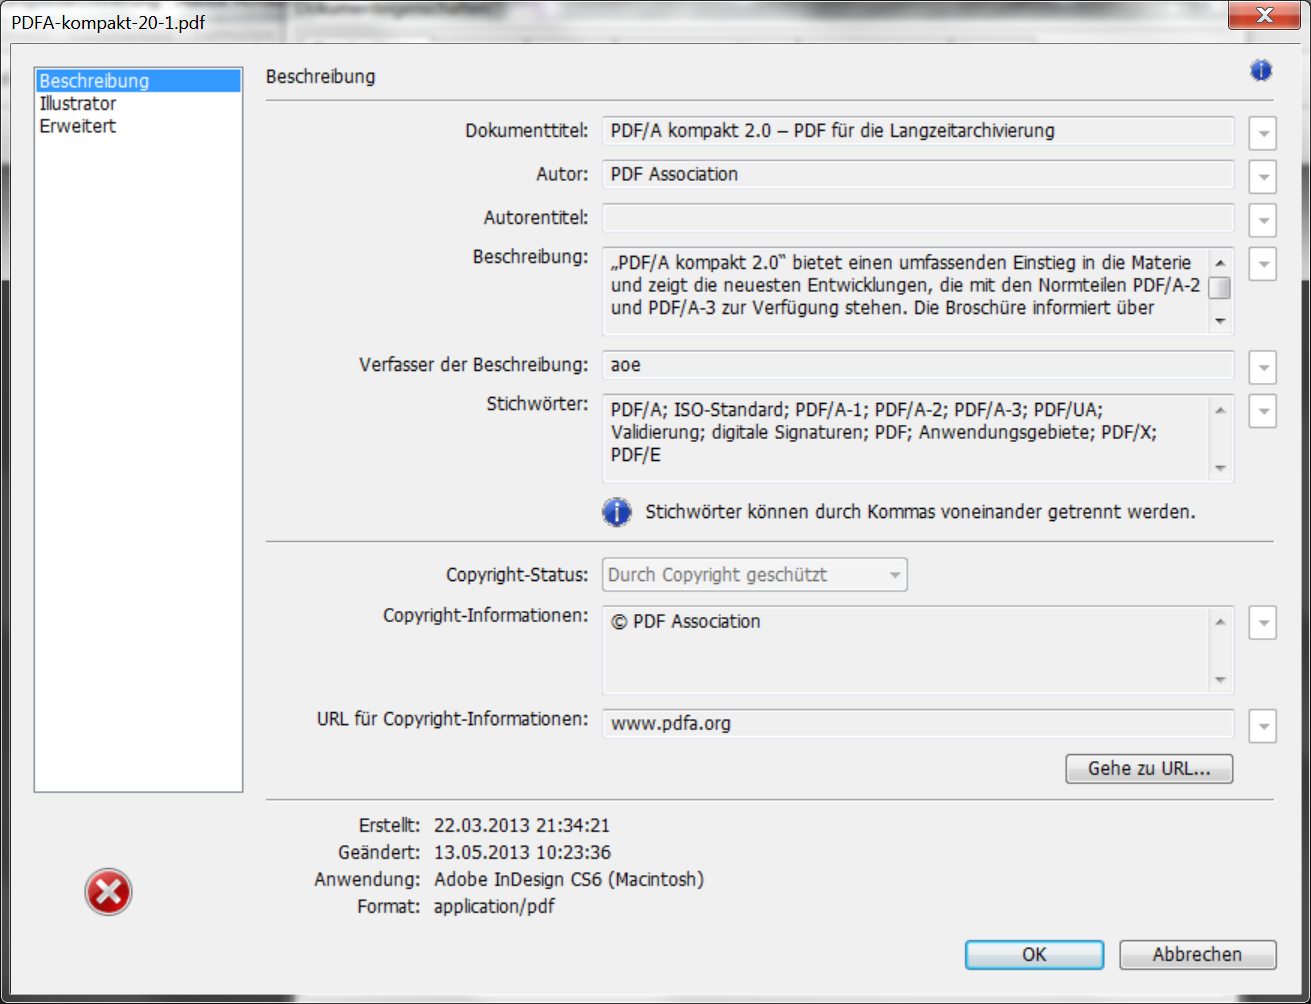 PDFA-kompakt-20-1.pdf
Beschreibung
Illustrator
Erweitert
Beschreibung
Dokumenttitel: PDF/A kompakt 2.0 – PDF für die Langzeitarchivierung
Autor: PDF Association
Autorentitel:
Beschreibung: „PDF/A kompakt 2.0“ bietet einen umfassenden Einstieg in die Materie
und zeigt die neuesten Entwicklungen, die mit den Normteilen PDF/A-2
und PDF/A-3 zur Verfügung stehen. Die Broschüre informiert über
Verfasser der Beschreibung: aoe
Stichwörter: PDF/A; ISO-Standard; PDF/A-1; PDF/A-2; PDF/A-3; PDF/UA;
Validierung; digitale Signaturen; PDF; Anwendungsgebiete; PDF/X;
PDF/E
Stichwörter können durch Kommas voneinander getrennt werden.
Copyright-Status: Durch Copyright geschützt
Copyright-Informationen: © PDF Association
URL für Copyright-Informationen: www.pdfa.org
Gehe zu URL...
Erstellt: 22.03.2013 21:34:21
Geändert: 13.05.2013 10:23:36
Anwendung: Adobe InDesign CS6 (Macintosh)
Format: application/pdf
OK
Abbrechen